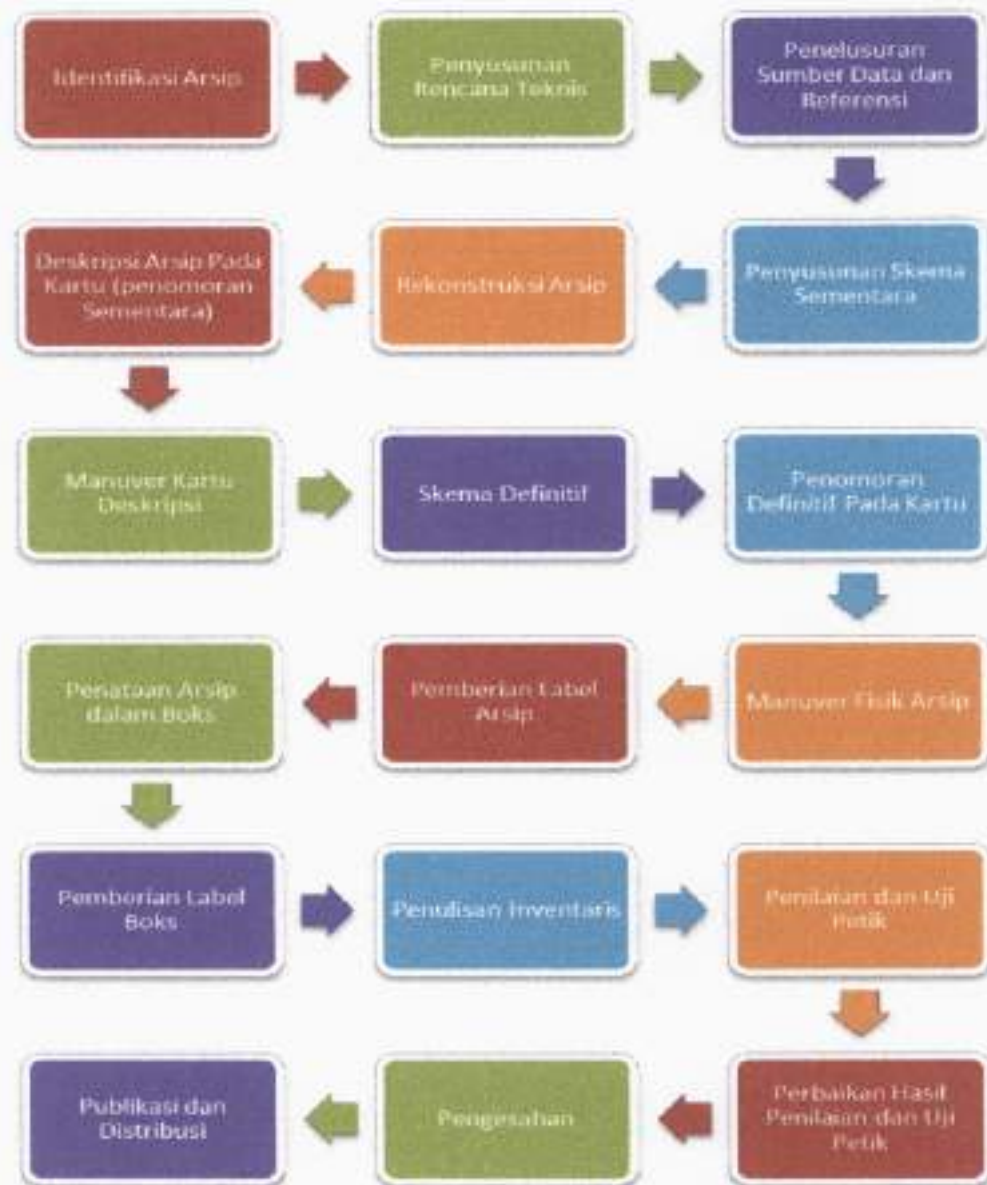 Identifikasi Arsip
Penyusunan
Rencana Teknis
Penelusuran
Sumber Data dan
Referensi
Penyusunan Skema
Sementara
Rekonstruksi Arsip
Deskripsi Arsip Pada
Kartu (penomoran
Sementara)
Manuver Kartu
Deskripsi
Skema Definitif
Penomoran
Definitif Pada Kartu
Manuver Fisik Arsip
Pemberian Label
Arsip
Penataan Arsip
dalam Boks
Pemberian Label
Boks
Penulisan Inventaris
Penilaian dan Uji
Petik
Perbaikan Hasil
Penilaian dan Uji
Petik
Pengesahan
Publikasi dan
Distribusi